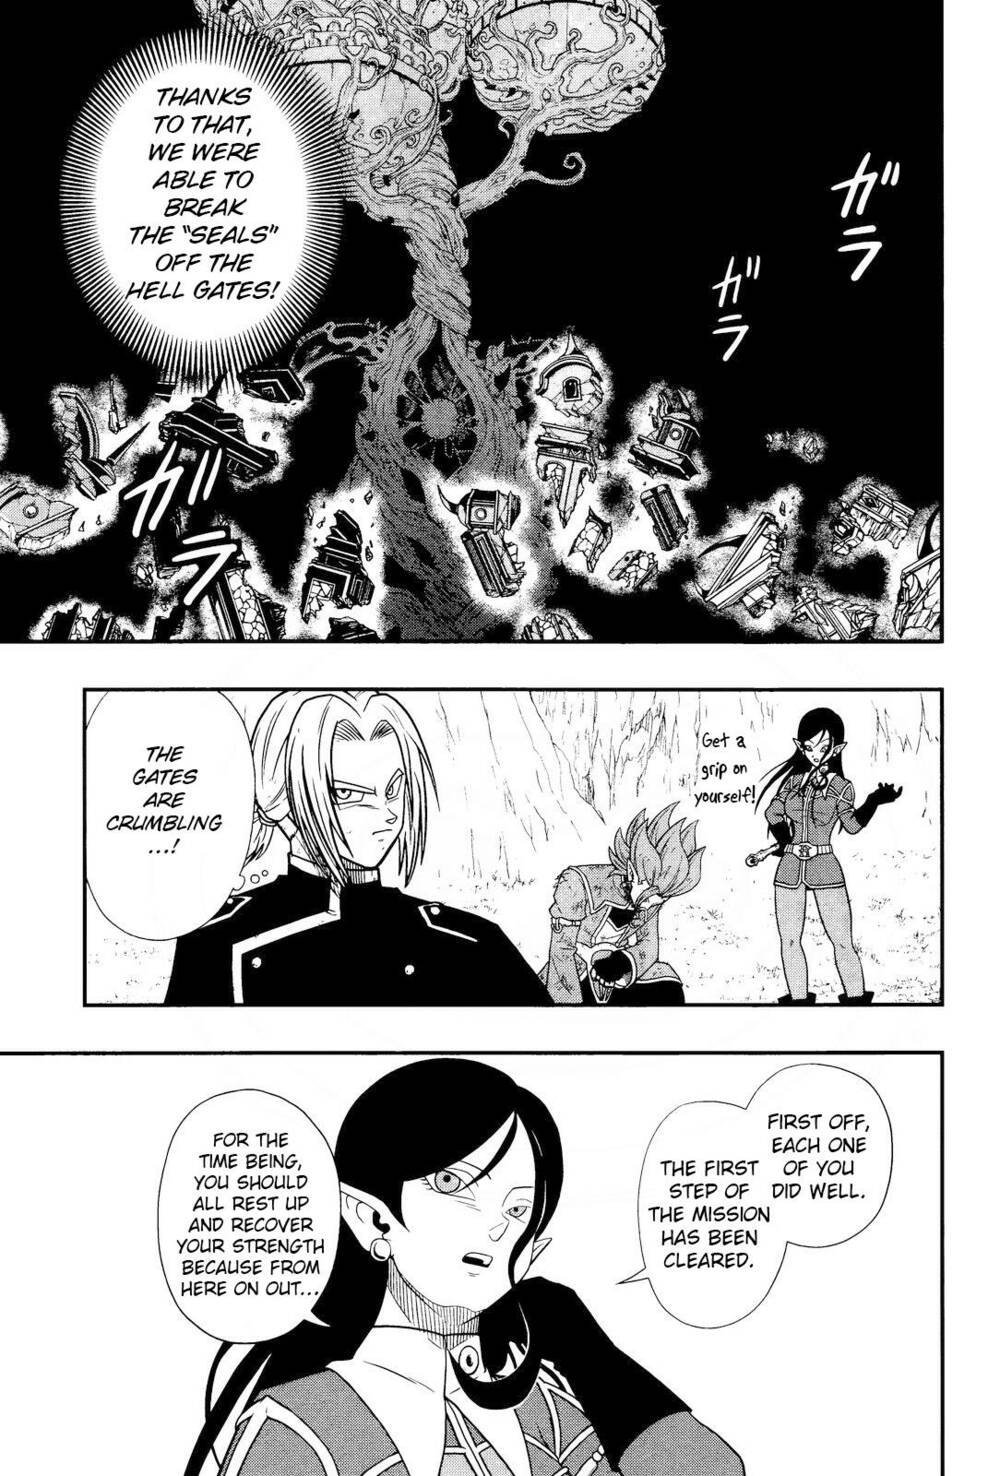 THANKS
TO THAT,
WE WERE
ABLE TO
BREAK
THE "SEALS"
OFF THE
HELL GATES!
ガラ
ガラ
ガラ
Get a
grip on
yourself!
THE
GATES
ARE
CRUMBLING
...!
FIRST OFF,
EACH ONE
OF YOU
DID WELL.
THE FIRST
STEP OF
THE MISSION
HAS BEEN
CLEARED.
FOR THE
TIME BEING,
YOU SHOULD
ALL REST UP
AND RECOVER
YOUR STRENGTH
BECAUSE FROM
HERE ON OUT...